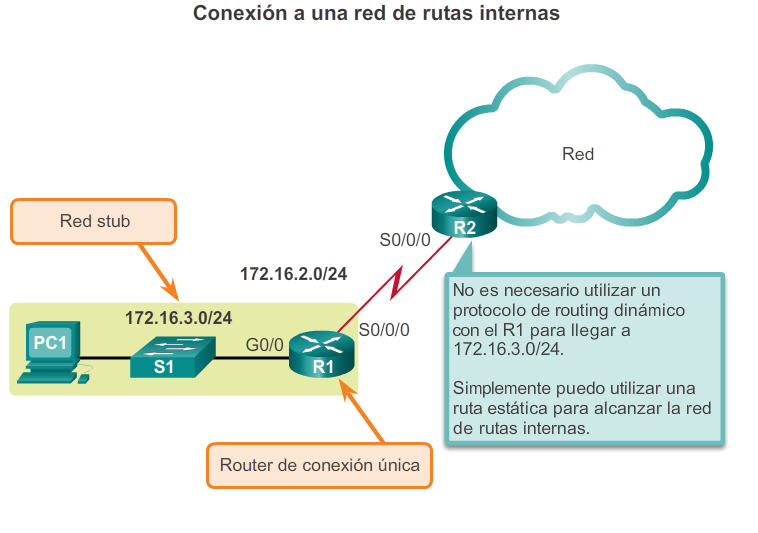 Conexión a una red de rutas internas
Red
Red stub
R2
S0/0/0
172.16.2.0/24
No es necesario utilizar un
protocolo de routing dinámico
con el R1 para llegar a
172.16.3.0/24.
Simplemente puedo utilizar una
ruta estática para alcanzar la red
de rutas internas.
172.16.3.0/24
S0/0/0
PC1
S1
G0/0
R1
Router de conexión única